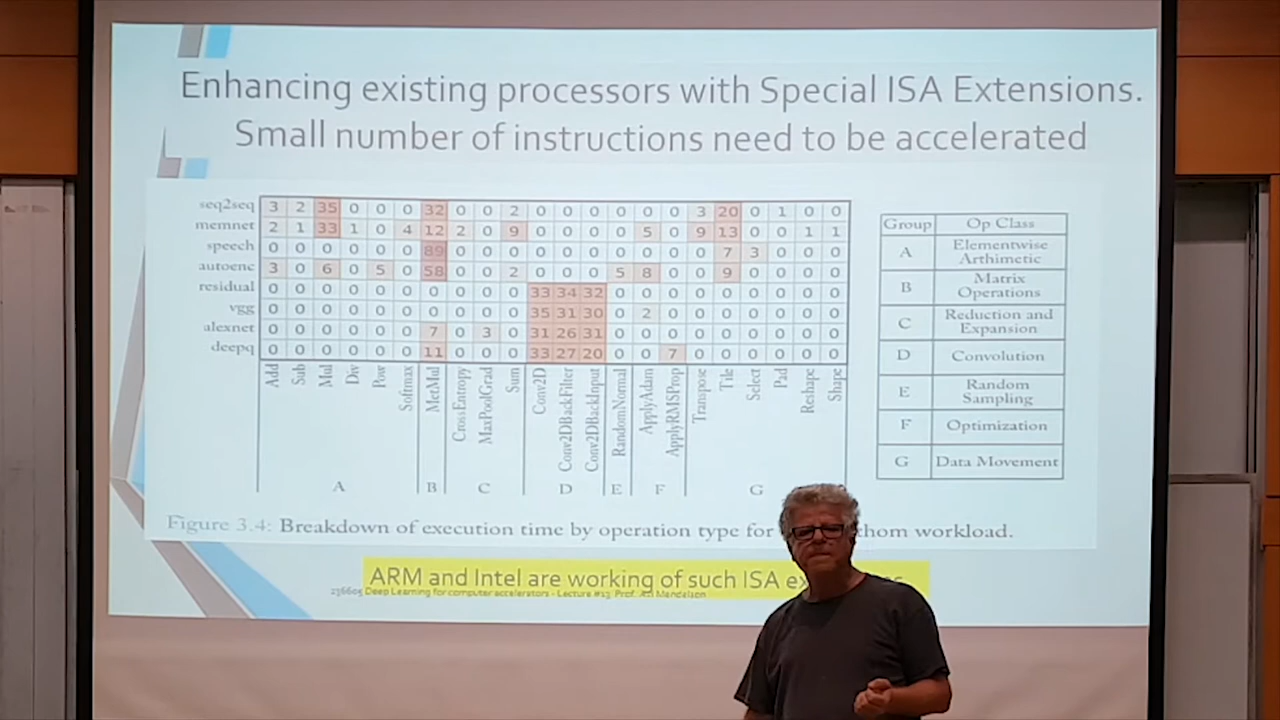 Enhancing existing processors with Special ISA Extensions.
Small number of instructions need to be accelerated
seq2seq 3 2 35 0 0 0 32 0 0 2 0 0 0 0 0 0 3 20 0 1 0 0
memnet 2 1 33 1 0 4 12 2 0 9 0 0 0 0 5 0 9 13 0 0 1 1
speech 0 0 0 0 0 0 89 0 0 0 0 0 0 0 0 0 0 7 3 0 0 0
autoenc 3 0 6 0 5 0 58 0 0 2 0 0 0 5 8 0 0 9 0 0 0 0
residual 0 0 0 0 0 0 0 0 0 0 33 34 32 0 0 0 0 0 0 0 0 0
vgg 0 0 0 0 0 0 0 0 0 0 35 31 30 0 2 0 0 0 0 0 0 0
alexnet 0 0 0 0 0 0 7 0 3 0 31 26 31 0 0 0 0 0 0 0 0 0
deepq 0 0 0 0 0 0 11 0 0 0 33 27 20 0 0 7 0 0 0 0 0 0
Add Sub Mul Div Pow Softmax MatMul CrossEntropy MaxPoolGrad Sum Conv2D Conv2DBackFilter Conv2DBackInput RandomNormal ApplyAdam ApplyRMSProp Transpose Tile Select Pad Reshape Shape
A B C D E F G
Group Op Class
A Elementwise
Arthimetic
B Matrix
Operations
C Reduction and
Expansion
D Convolution
E Random
Sampling
F Optimization
G Data Movement
Figure 3.4: Breakdown of execution time by operation type for thom workload.
ARM and Intel are working of such ISA
236605 Deep Learning for computer accelerators - Lecture #13 Prof. Avi Mendelson